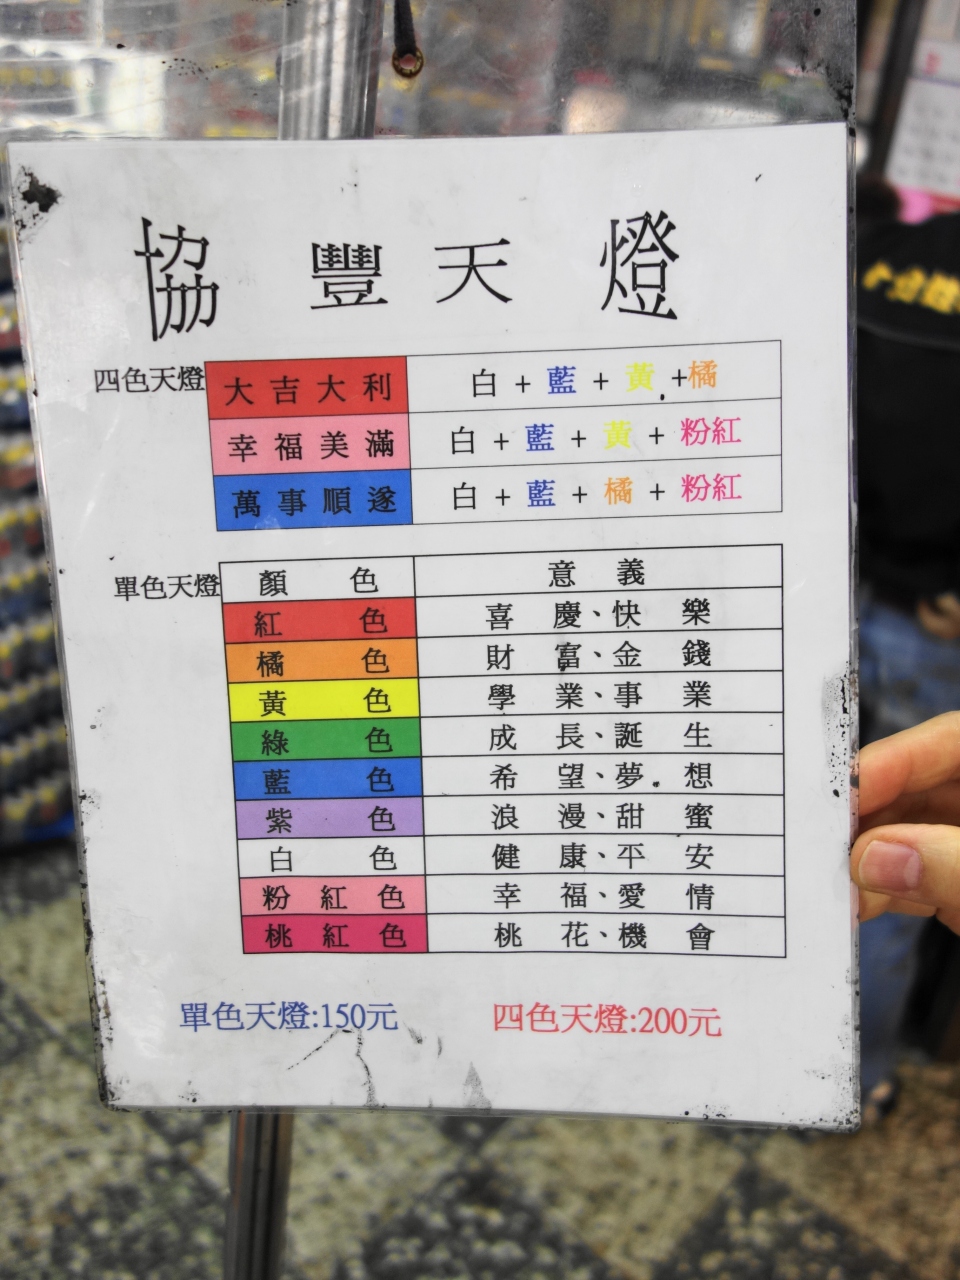 協豐天燈
四色天燈 大吉大利 白+藍+黃+橘
幸福美滿 白+藍+黃+粉紅
萬事順遂 白+藍+橘+粉紅
單色天燈 顏色 意義
紅色 喜慶、快樂
橘色 財富、金錢
黃色 學業、事業
綠色 成長、誕生
藍色 希望、夢想
紫色 浪漫、甜蜜
白色 健康、平安
粉紅色 幸福、愛情
桃紅色 桃花、機會
單色天燈:150元 四色天燈:200元